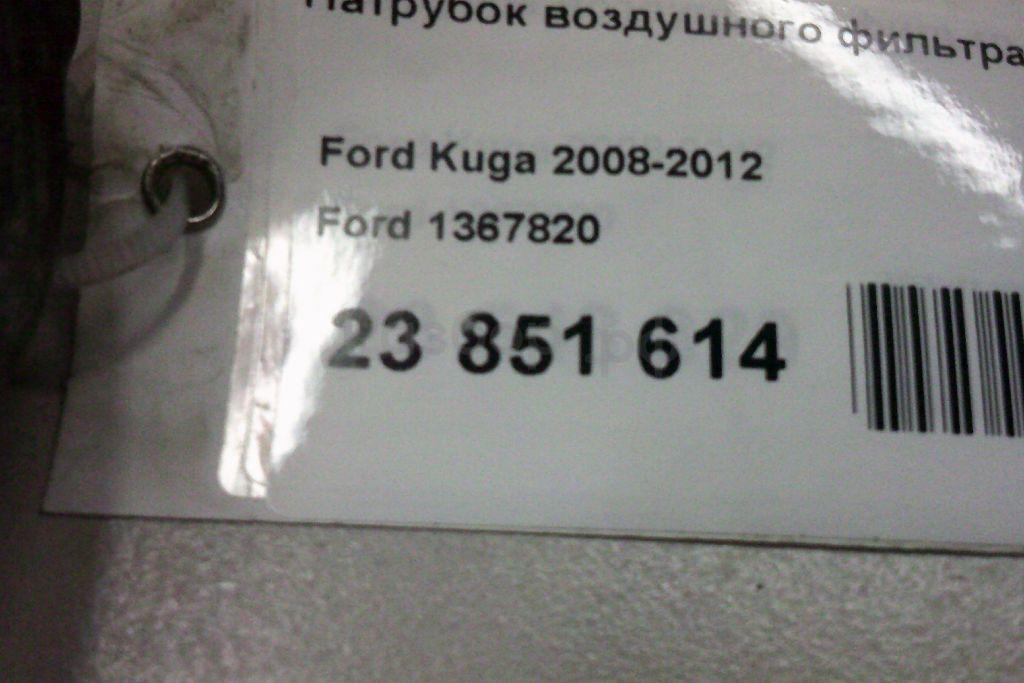 Патрубок воздушного фильтра
Ford Kuga 2008-2012
Ford 1367820
23 851 614